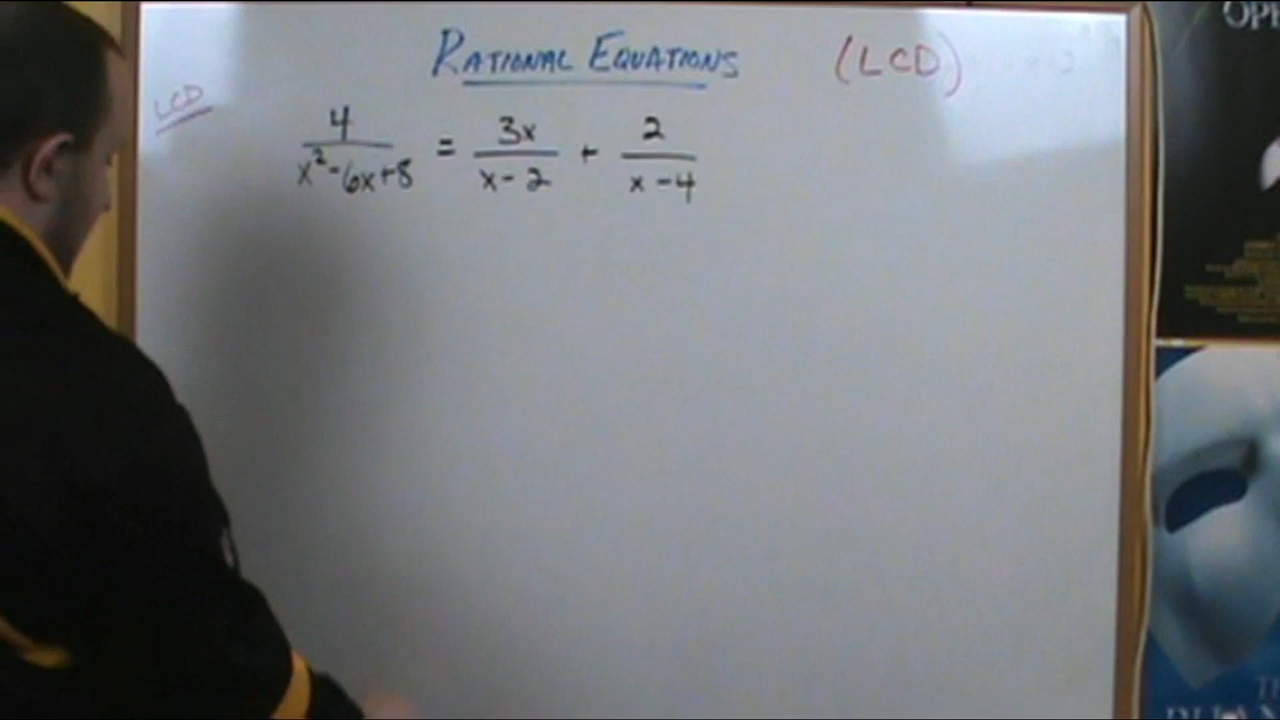 RATIONAL EQUATIONS (LCD)
LCD
4/(x²-6x+8) = 3x/(x-2) + 2/(x-4)